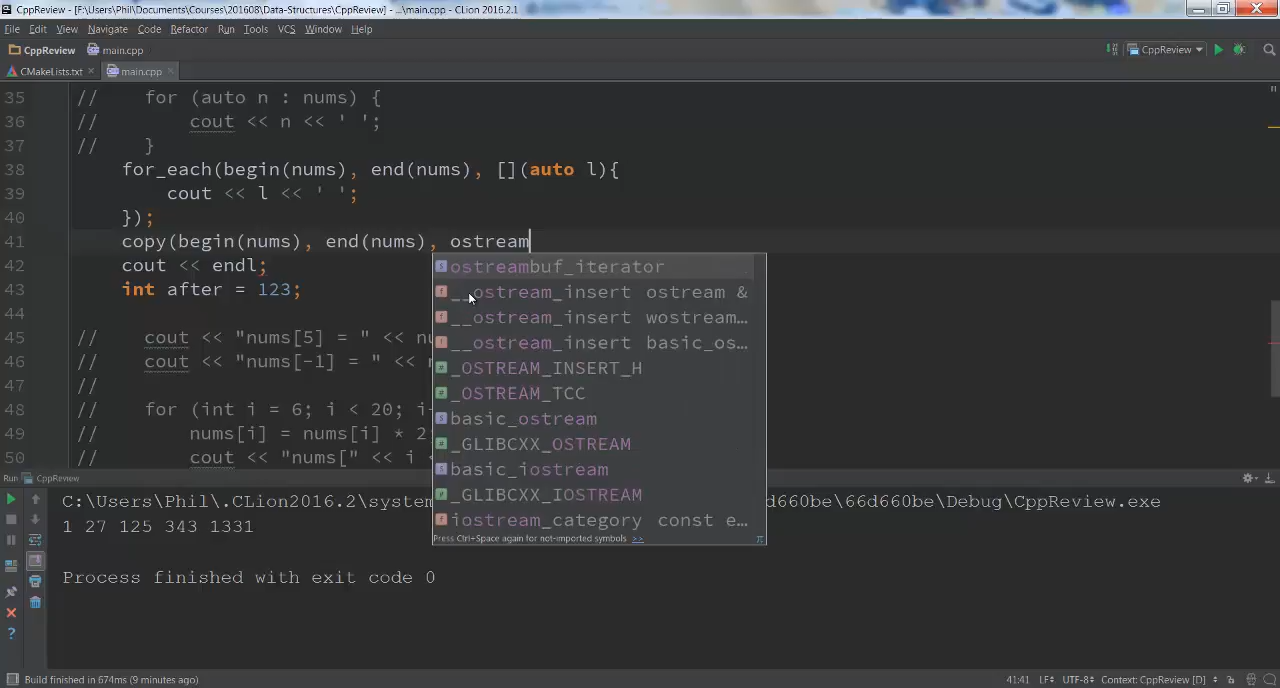 CppReview - [F:\Users\Phil\Documents\Courses\201608\Data-Structures\CppReview] - ...\main.cpp - CLion 2016.2.1
File Edit View Navigate Code Refactor Run Tools VCS Window Help
CppReview main.cpp CppReview
CMakeLists.txt main.cpp
35 // for (auto n : nums) {
36 // cout << n << ' ';
37 // }
38 for_each(begin(nums), end(nums), [](auto l){
39 cout << l << ' ';
40 });
41 copy(begin(nums), end(nums), ostream
42 cout << endl;
43 int after = 123;
44
45 // cout << "nums[5] = " << nu
46 // cout << "nums[-1] = " << n
47 //
48 // for (int i = 6; i < 20; i
49 // nums[i] = nums[i] * 2
50 // cout << "nums[" << i <
ostreambuf_iterator
__ostream_insert ostream &
__ostream_insert wostream…
__ostream_insert basic_os…
_OSTREAM_INSERT_H
_OSTREAM_TCC
basic_ostream
_GLIBCXX_OSTREAM
basic_iostream
_GLIBCXX_IOSTREAM
iostream_category const e…
Press Ctrl+Space again for not-imported symbols >> π
Run CppReview
C:\Users\Phil\.CLion2016.2\system d660be\66d660be\Debug\CppReview.exe
1 27 125 343 1331
Process finished with exit code 0
Build finished in 674ms (9 minutes ago) 41:41 LF UTF-8 Context: CppReview [D]